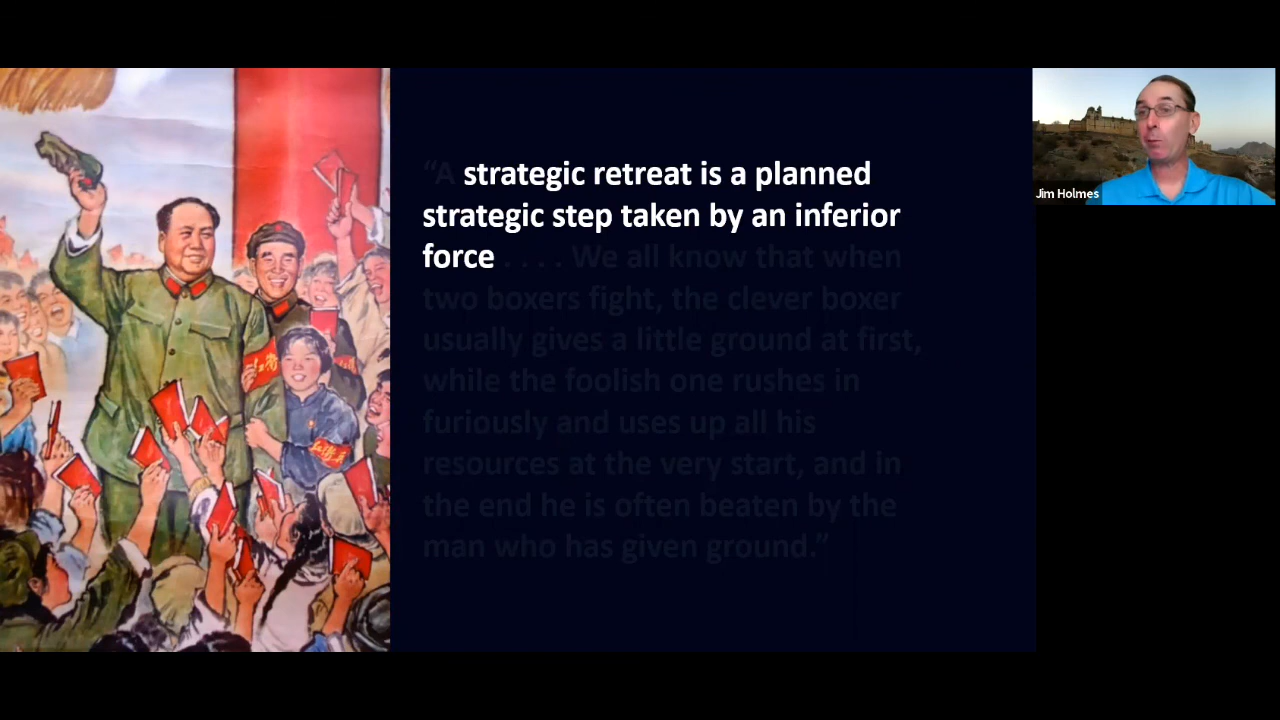 “A strategic retreat is a planned
strategic step taken by an inferior
force . . . . We all know that when
two boxers fight, the clever boxer
usually gives a little ground at first,
while the foolish one rushes in
furiously and uses up all his
resources at the very start, and in
the end he is often beaten by the
man who has given ground.”
Jim Holmes